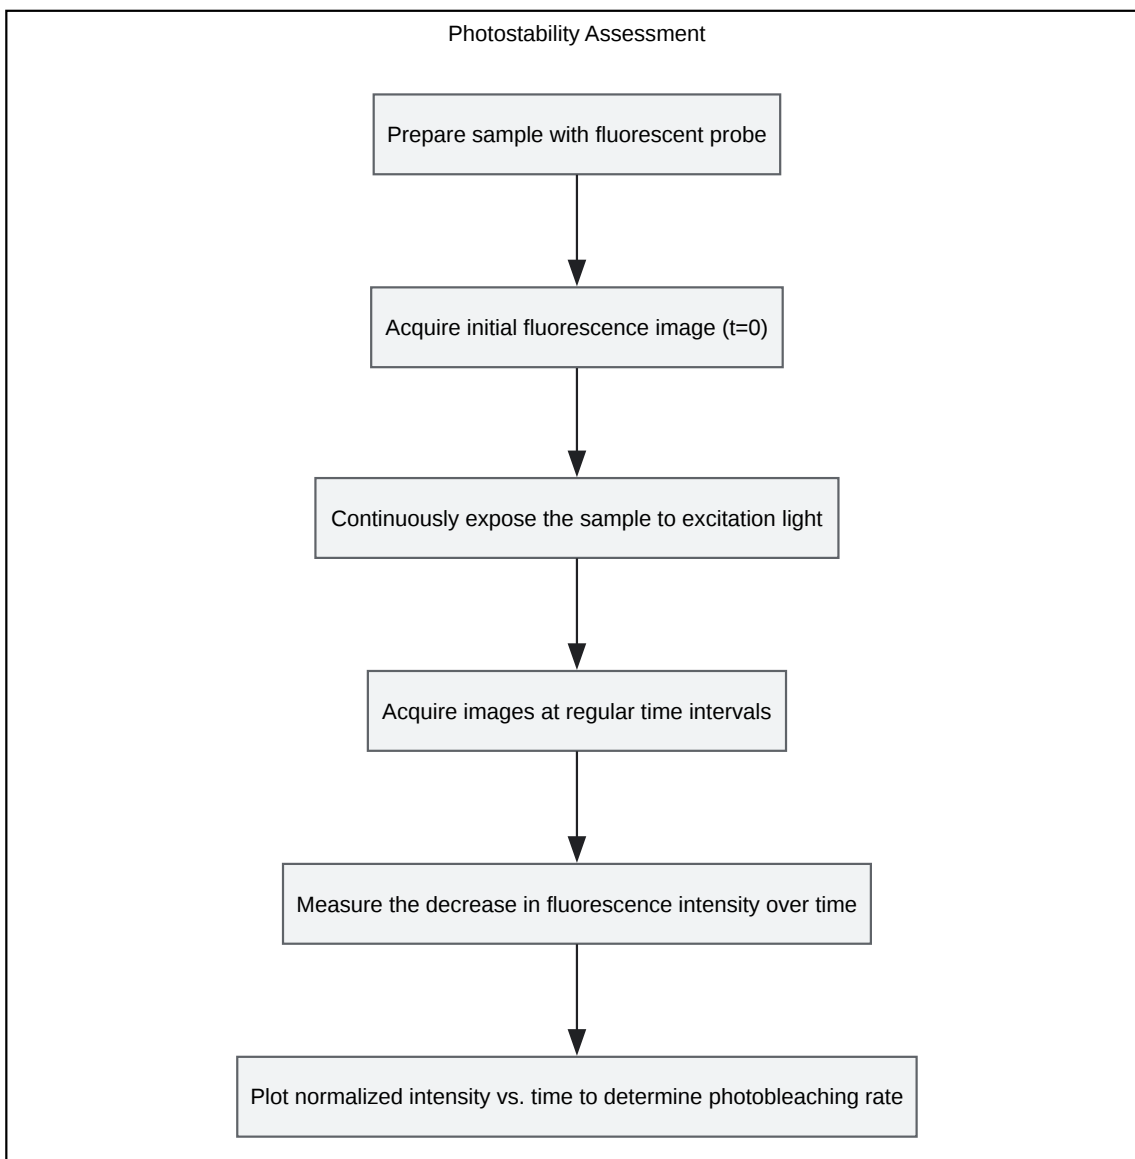 Photostability Assessment
Prepare sample with fluorescent probe
Acquire initial fluorescence image (t=0)
Continuously expose the sample to excitation light
Acquire images at regular time intervals
Measure the decrease in fluorescence intensity over time
Plot normalized intensity vs. time to determine photobleaching rate